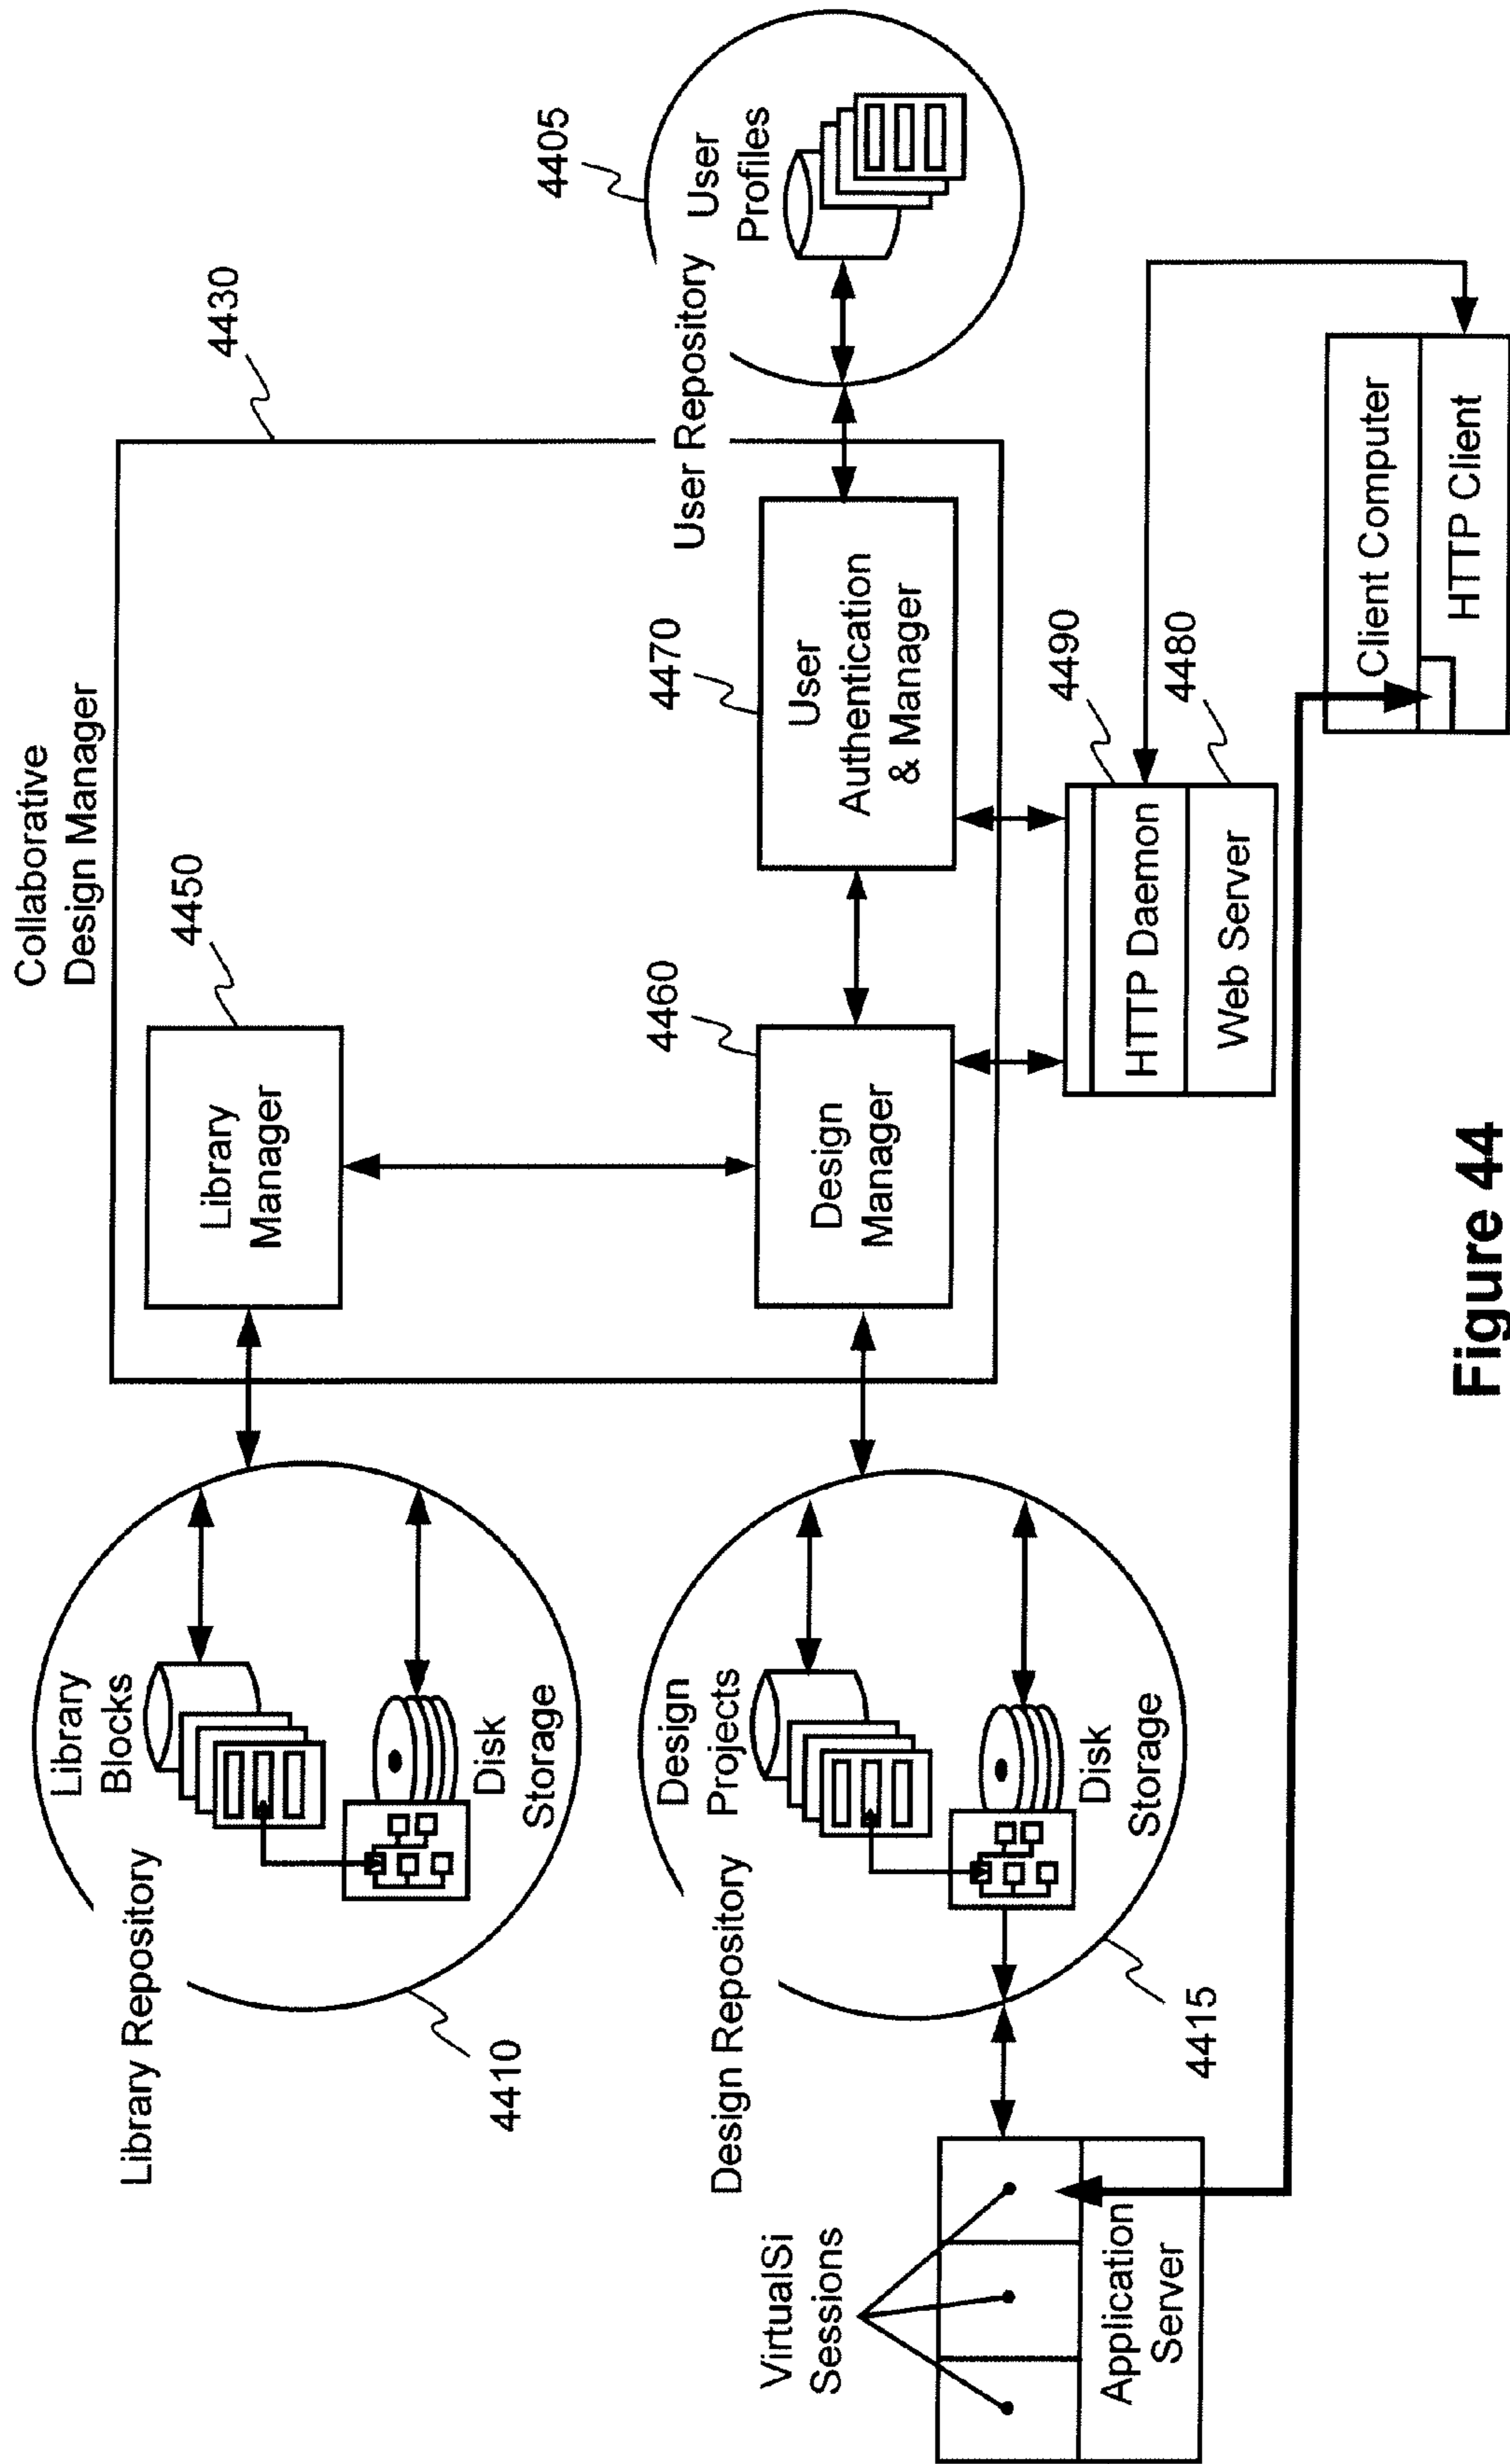 Collaborative
Design Manager
4430
Library Repository
Library
Blocks
Disk
Storage
4410
Library
Manager
4450
4405
User Repository
User
Profiles
Design Repository
Design
Projects
Disk
Storage
4415
Design
Manager
4460
User
Authentication
& Manager
4470
VirtualSi
Sessions
Application
Server
HTTP Daemon
4490
Web Server
4480
Client Computer
HTTP Client
Figure 44